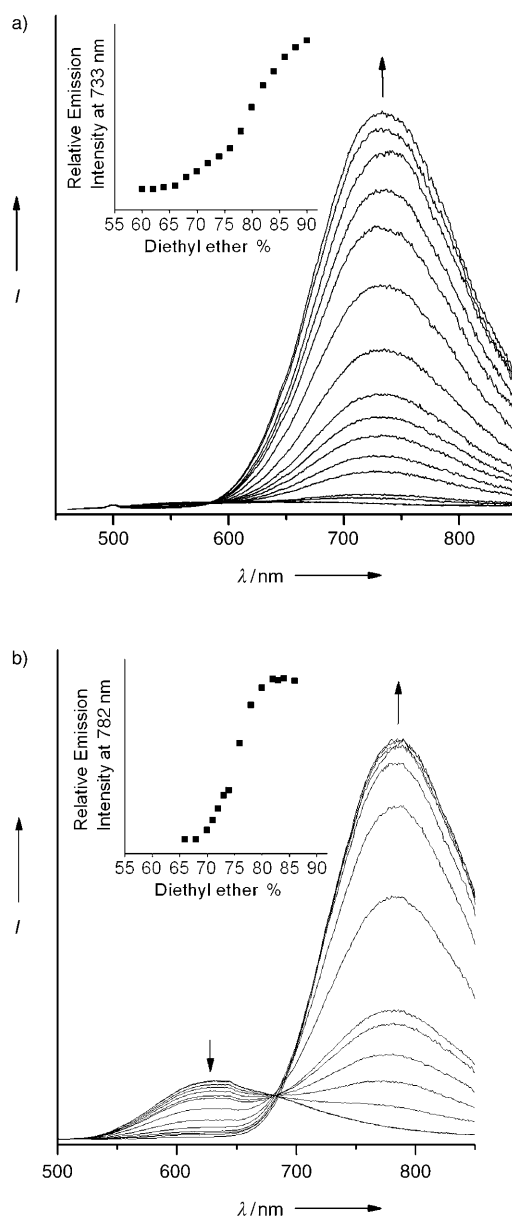 a)
Relative Emission
Intensity at 733 nm
55 60 65 70 75 80 85 90
Diethyl ether %
I
500 600 700 800
λ/nm
b)
Relative Emission
Intensity at 782 nm
55 60 65 70 75 80 85 90
Diethyl ether %
I
500 600 700 800
λ/nm